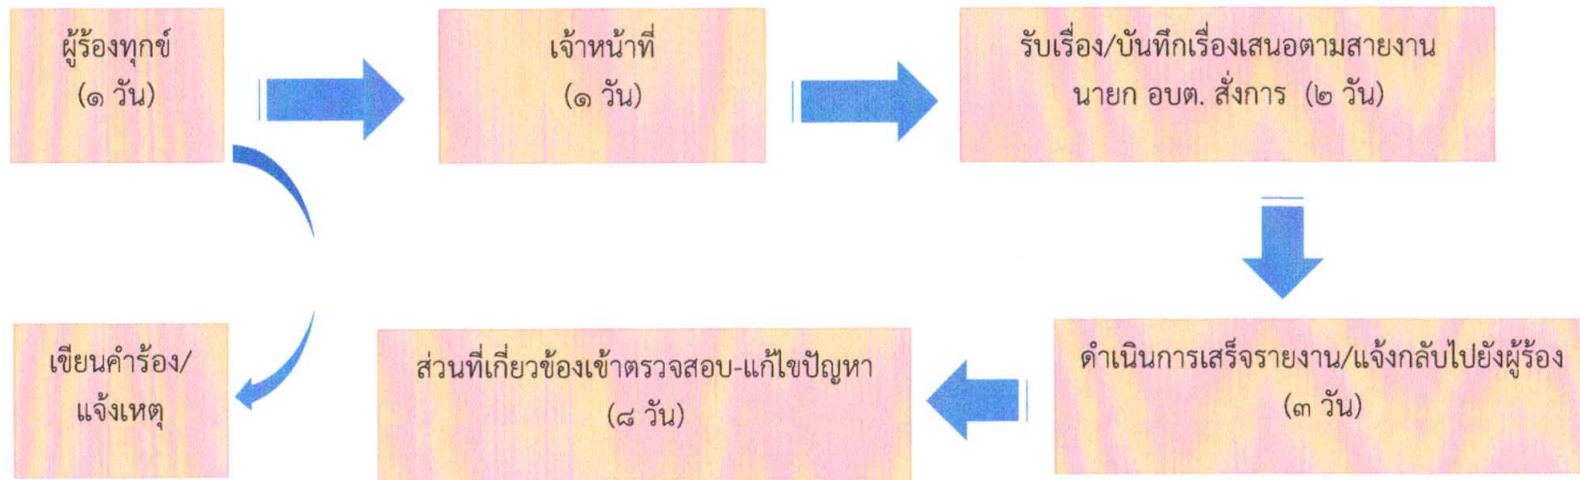 ผู้ร้องทุกข์
(๑ วัน)
เจ้าหน้าที่
(๑ วัน)
รับเรื่อง/บันทึกเรื่องเสนอตามสายงาน
นายก อบต. สั่งการ (๒ วัน)
เขียนคำร้อง/
แจ้งเหตุ
ส่วนที่เกี่ยวข้องเข้าตรวจสอบ-แก้ไขปัญหา
(๘ วัน)
ดำเนินการเสร็จรายงาน/แจ้งกลับไปยังผู้ร้อง
(๓ วัน)